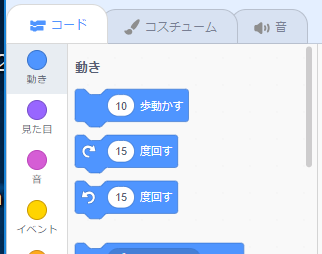 コード
コスチューム
音
動き
見た目
音
イベント
動き
10 歩動かす
15 度回す
15 度回す